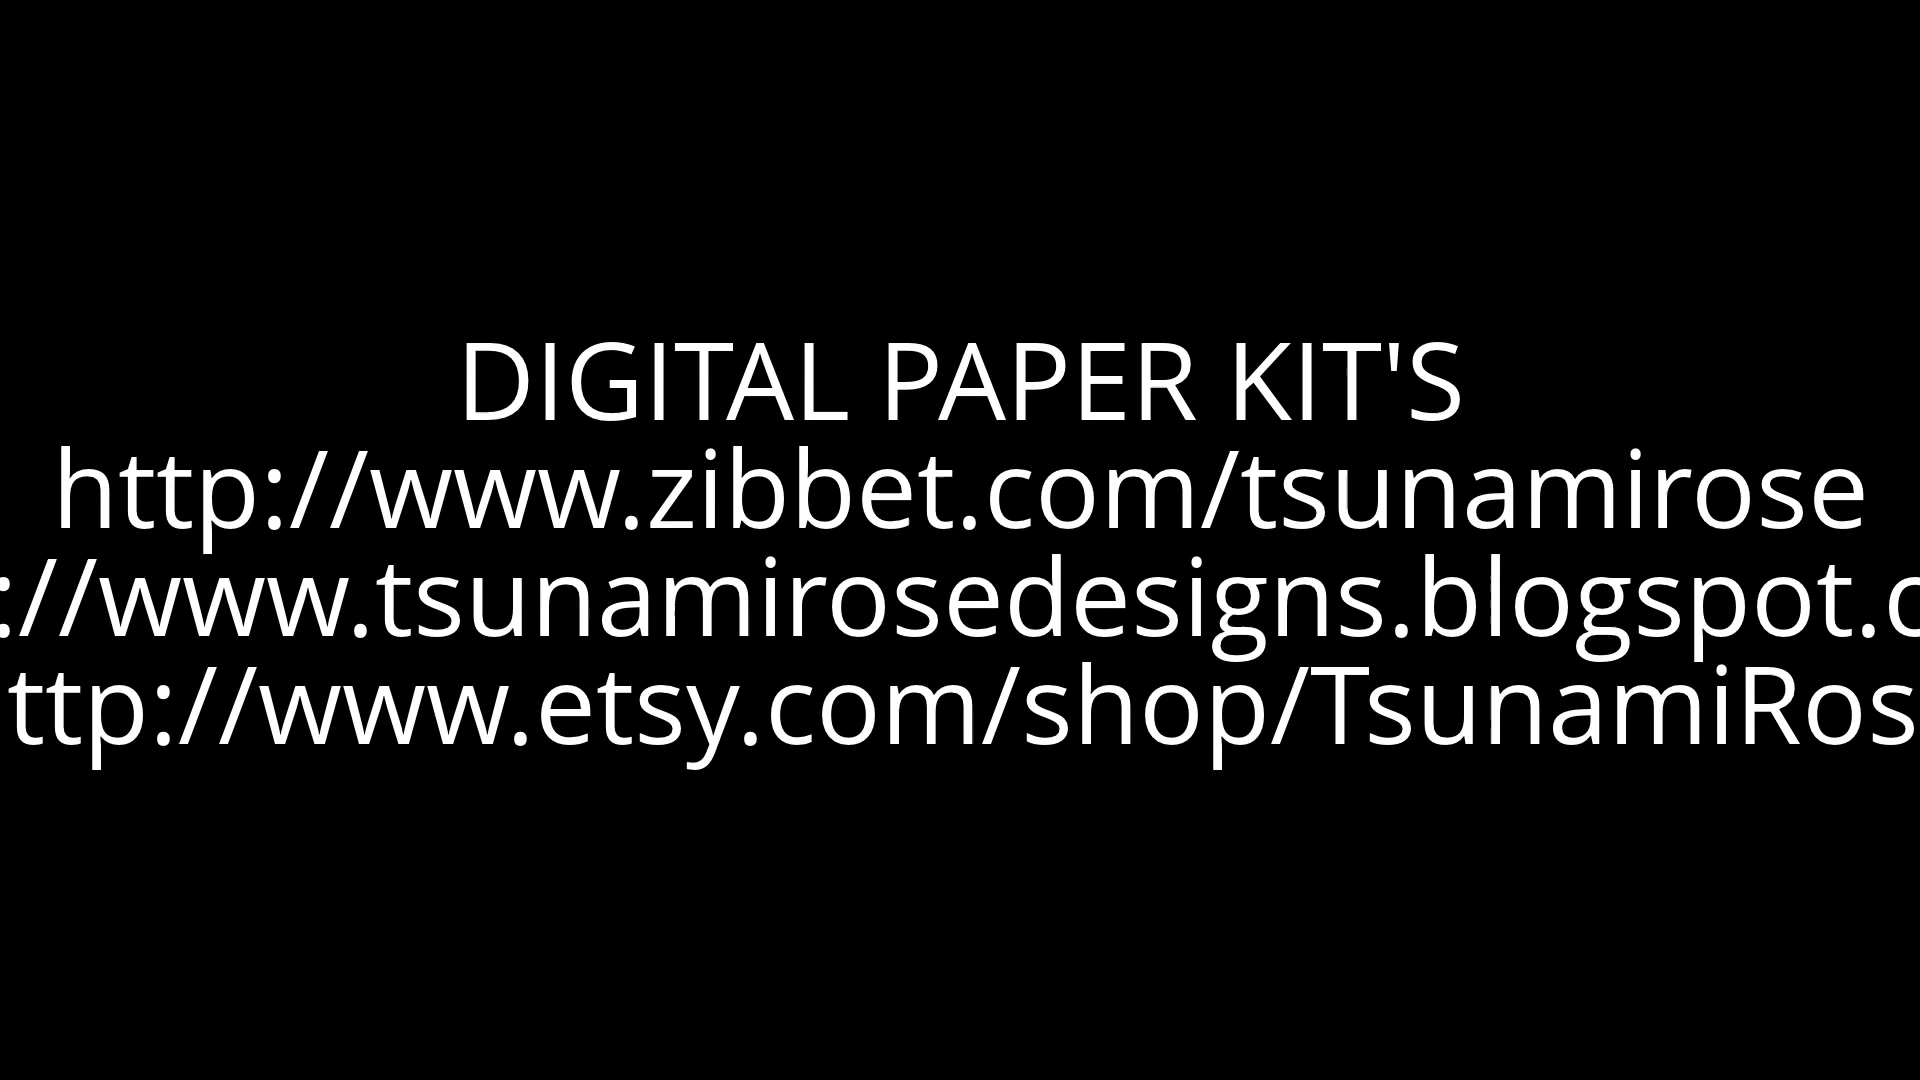 DIGITAL PAPER KIT'S
http://www.zibbet.com/tsunamirose
://www.tsunamirosedesigns.blogspot.c
ttp://www.etsy.com/shop/TsunamiRos